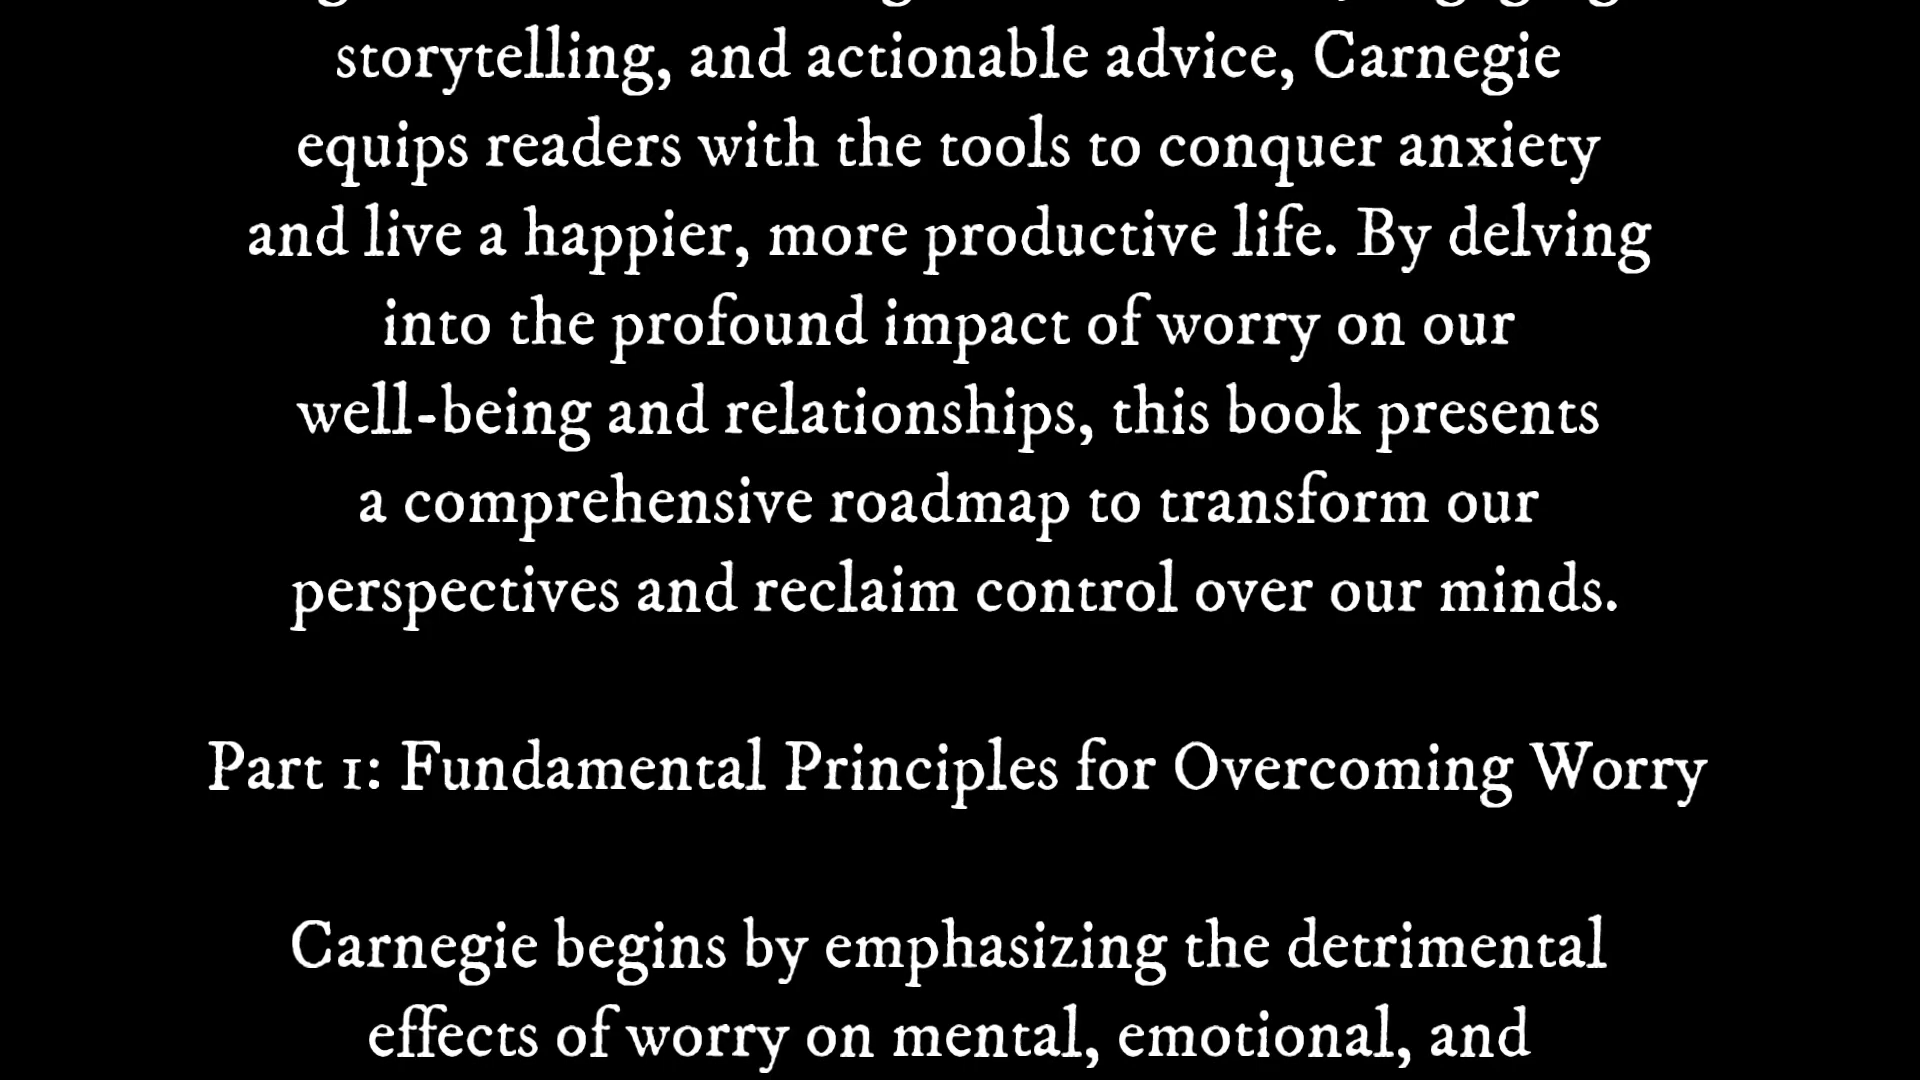 storytelling, and actionable advice, Carnegie
equips readers with the tools to conquer anxiety
and live a happier, more productive life. By delving
into the profound impact of worry on our
well-being and relationships, this book presents
a comprehensive roadmap to transform our
perspectives and reclaim control over our minds.
Part 1: Fundamental Principles for Overcoming Worry
Carnegie begins by emphasizing the detrimental
effects of worry on mental, emotional, and